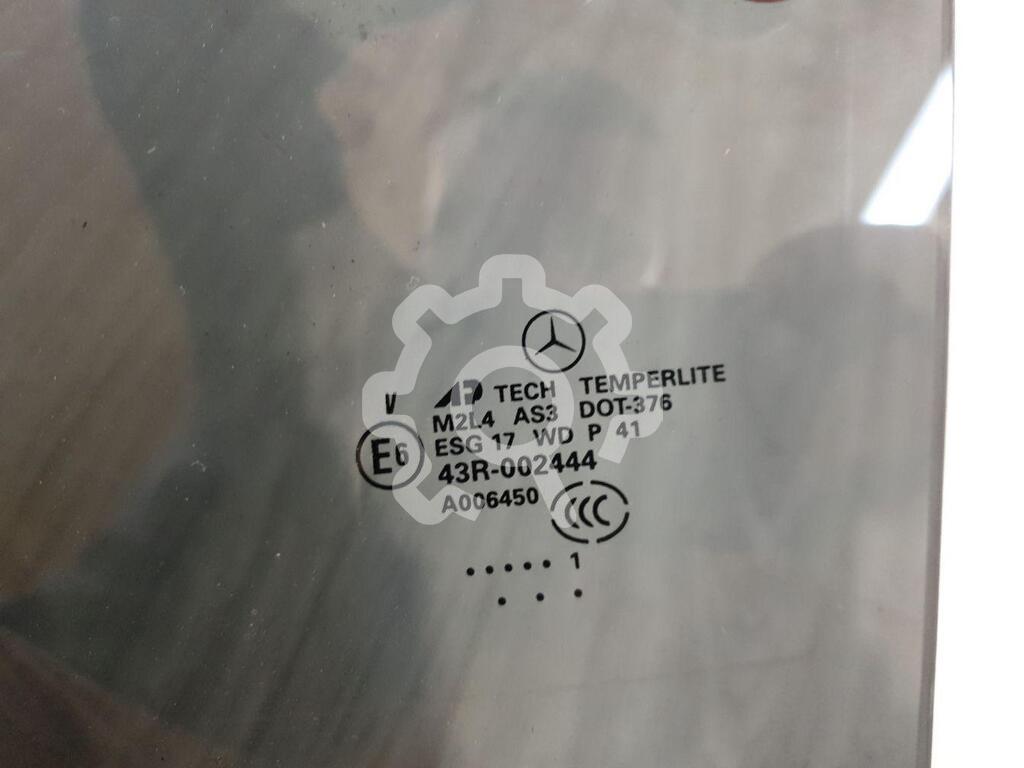 V
AP TECH TEMPERLITE
M2L4 AS3 DOT-376
ESG 17 WD P 41
E6
43R-002444
A006450
CCC
..... 1
. . .